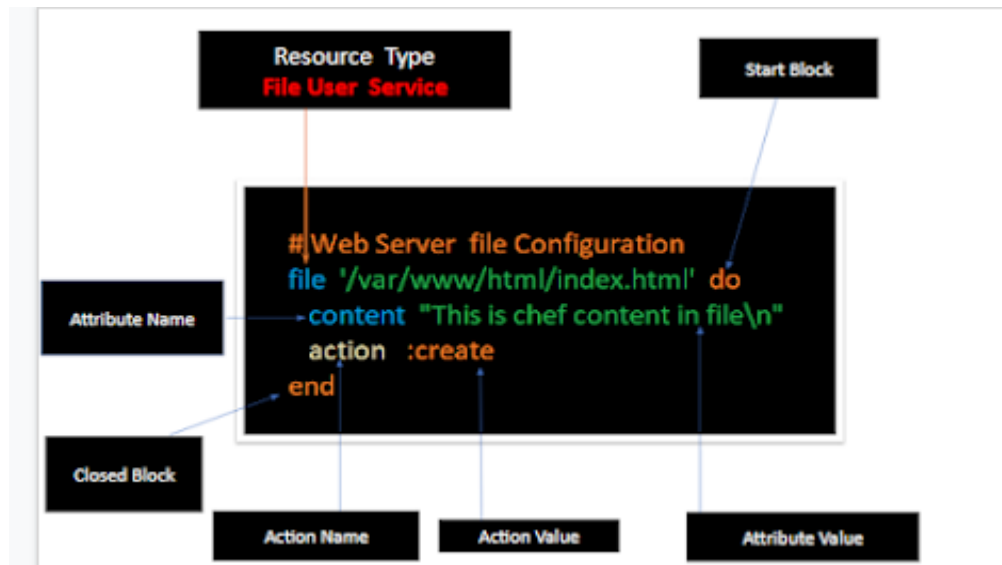 Resource Type
File User Service
Start Block
# Web Server file Configuration
file '/var/www/html/index.html' do
content "This is chef content in file\n"
action :create
end
Attribute Name
Closed Block
Action Name
Action Value
Attribute Value